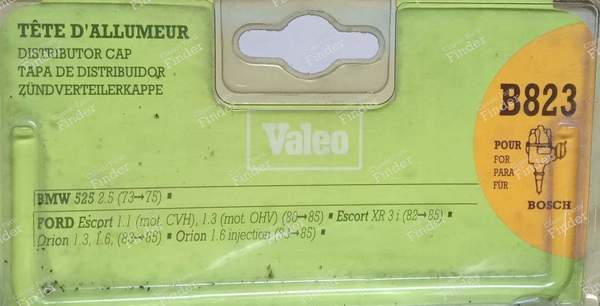 TÊTE D'ALLUMEUR
DISTRIBUTOR CAP
TAPA DE DISTRIBUIDOR
ZÜNDVERTEILERKAPPE
B823
POUR
FOR
PARA
FÜR
BOSCH
Valeo
BMW 525 2.5 (73→75) ■
FORD Escort 1.1 (mot. CVH), 1.3 (mot. OHV) (80→85) ■ Escort XR 3 i (82→85) ■
Orion 1.3, 1.6, (83→85) ■ Orion 1.6 injection (83→85) ■